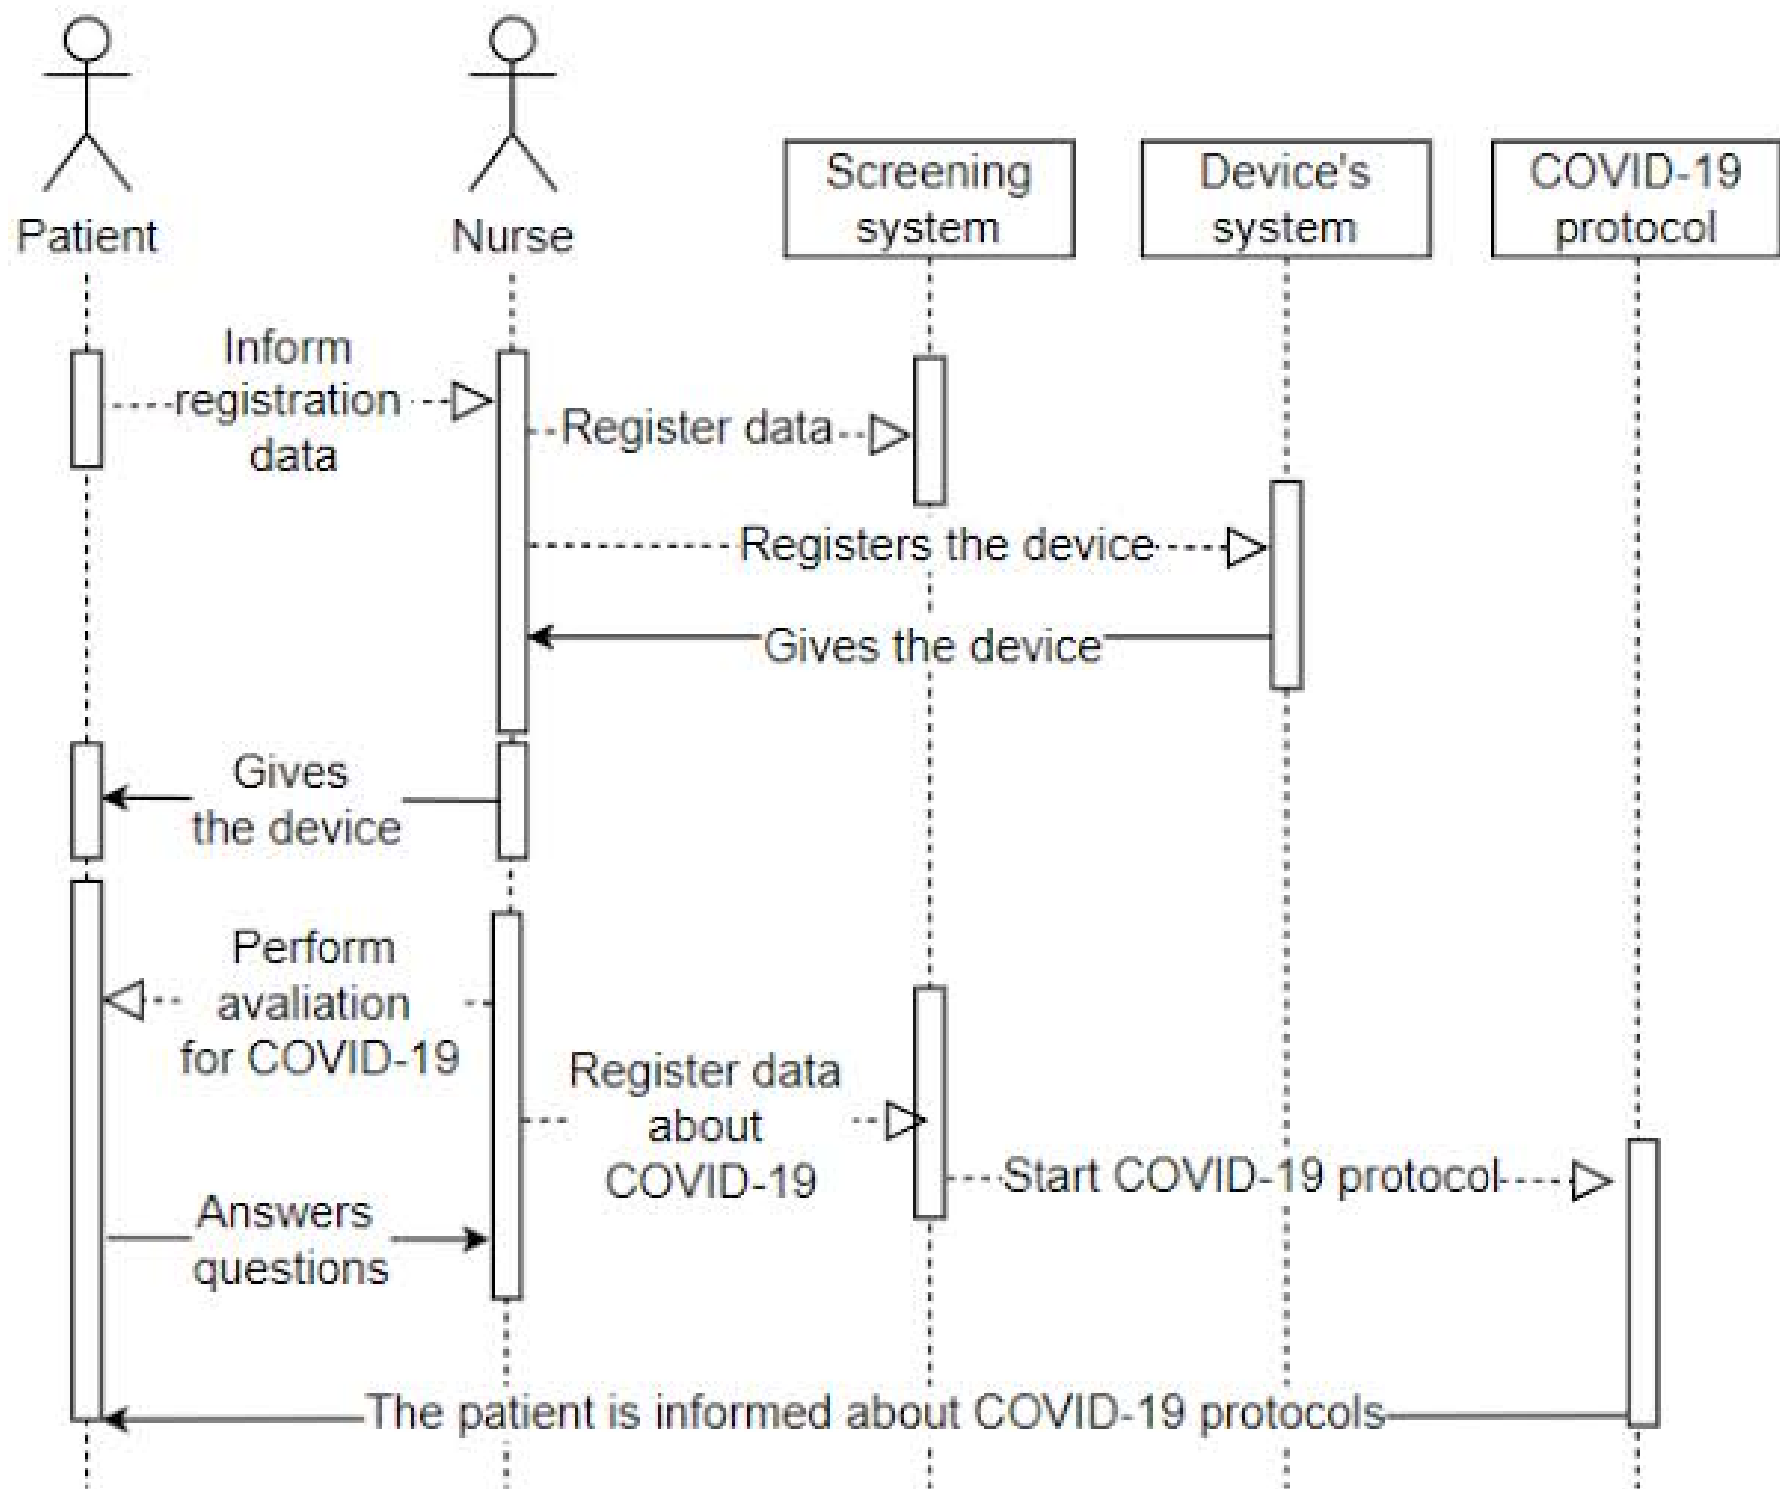 Patient
Nurse
Screening
system
Device's
system
COVID-19
protocol
Inform
registration
data
Register data
Registers the device
Gives the device
Gives
the device
Perform
avaliation
for COVID-19
Register data
about
COVID-19
Start COVID-19 protocol
Answers
questions
The patient is informed about COVID-19 protocols